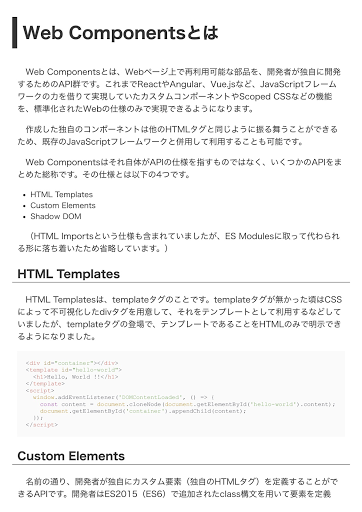 Web Componentsとは
Web Componentsとは、Webページ上で再利用可能な部品を、開発者が独自に開発
するためのAPI群です。これまでReactやAngular、Vue.jsなど、JavaScriptフレーム
ワークの力を借りて実現していたカスタムコンポーネントやScoped CSSなどの機能
を、標準化されたWebの仕様のみで実現できるようになります。
作成した独自のコンポーネントは他のHTMLタグと同じように振る舞うことができる
ため、既存のJavaScriptフレームワークと併用して利用することも可能です。
Web Componentsはそれ自体がAPIの仕様を指すものではなく、いくつかのAPIをま
とめた総称です。その仕様とは以下の4つです。
• HTML Templates
• Custom Elements
• Shadow DOM
（HTML Importsという仕様も含まれていましたが、ES Modulesに取って代わられ
る形に落ち着いたため省略しています。）
HTML Templates
HTML Templatesは、templateタグのことです。templateタグが無かった頃はCSS
によって不可視化したdivタグを用意して、それをテンプレートとして利用するなどして
いましたが、templateタグの登場で、テンプレートであることをHTMLのみで明示でき
るようになりました。
<div id="container"></div>
<template id="hello-world">
<h1>Hello, World !!</h1>
</template>
<script>
window.addEventListener('DOMContentLoaded', () => {
const content = document.cloneNode(document.getElementById('hello-world').content);
document.getElementById('container').appendChild(content);
});
</script>
Custom Elements
名前の通り、開発者が独自にカスタム要素（独自のHTMLタグ）を定義することがで
きるAPIです。開発者はES2015（ES6）で追加されたclass構文を用いて要素を定義